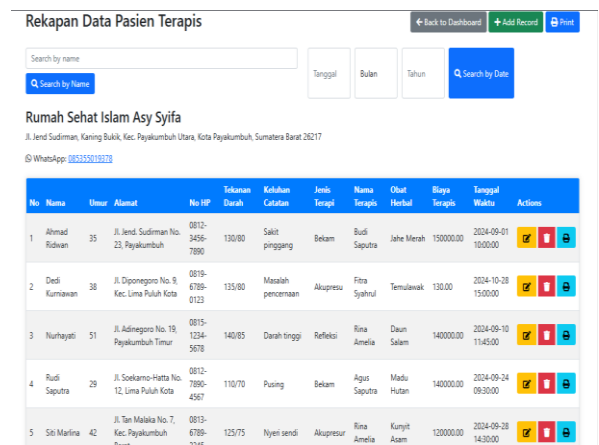 Rekapan Data Pasien Terapis
Back to Dashboard
Add Record
Print
Search by name
Search by Name
Tanggal
Bulan
Tahun
Search by Date
Rumah Sehat Islam Asy Syifa
Jl. Jend Sudirman, Kaning Bukik, Kec. Payakumbuh Utara, Kota Payakumbuh, Sumatera Barat 26217
WhatsApp: 085355019378
No Nama Umur Alamat No HP Tekanan Darah Keluhan Catatan Jenis Terapi Nama Terapis Obat Herbal Biaya Terapis Tanggal Waktu Actions
1 Ahmad Ridwan 35 Jl. Jend. Sudirman No. 23, Payakumbuh 0812-3456-7890 130/80 Sakit pinggang Bekam Budi Saputra Jahe Merah 150000.00 2024-09-01 10:00:00
2 Dedi Kurniawan 38 Jl. Diponegoro No. 9, Kec. Lima Puluh Kota 0819-6789-0123 135/80 Masalah pencernaan Akupresu Fitra Syahrul Temulawak 130.00 2024-10-28 15:00:00
3 Nurhayati 51 Jl. Adinegoro No. 19, Payakumbuh Timur 0815-1234-5678 140/85 Darah tinggi Refleksi Rina Amelia Daun Salam 140000.00 2024-09-10 11:45:00
4 Rudi Saputra 29 Jl. Soekarno-Hatta No. 12, Lima Puluh Kota 0812-7890-4567 110/70 Pusing Bekam Agus Saputra Madu Hutan 140000.00 2024-09-24 09:30:00
5 Siti Marlina 42 Jl. Tan Malaka No. 7, Kec. Payakumbuh 0813-6789- 125/75 Nyeri sendi Akupresur Rina Amelia Kunyit Asam 120000.00 2024-09-28 14:30:00